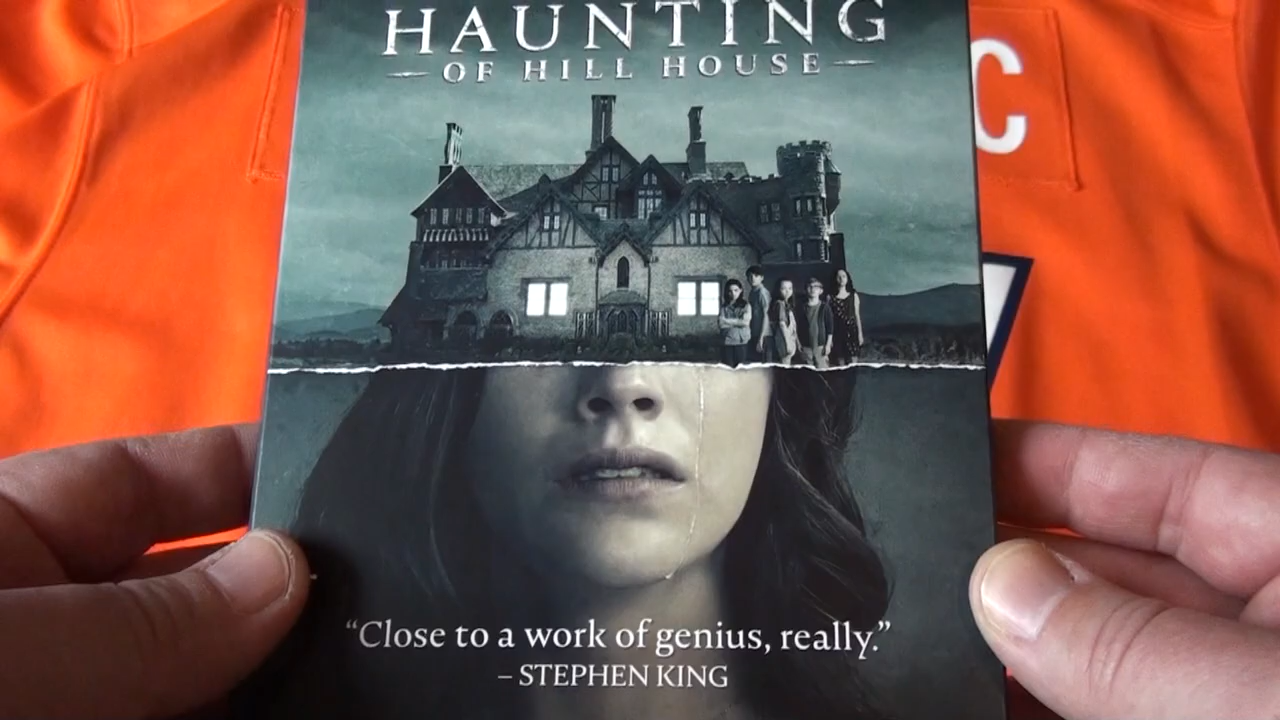 HAUNTING
OF HILL HOUSE
C
“Close to a work of genius, really.”
– STEPHEN KING